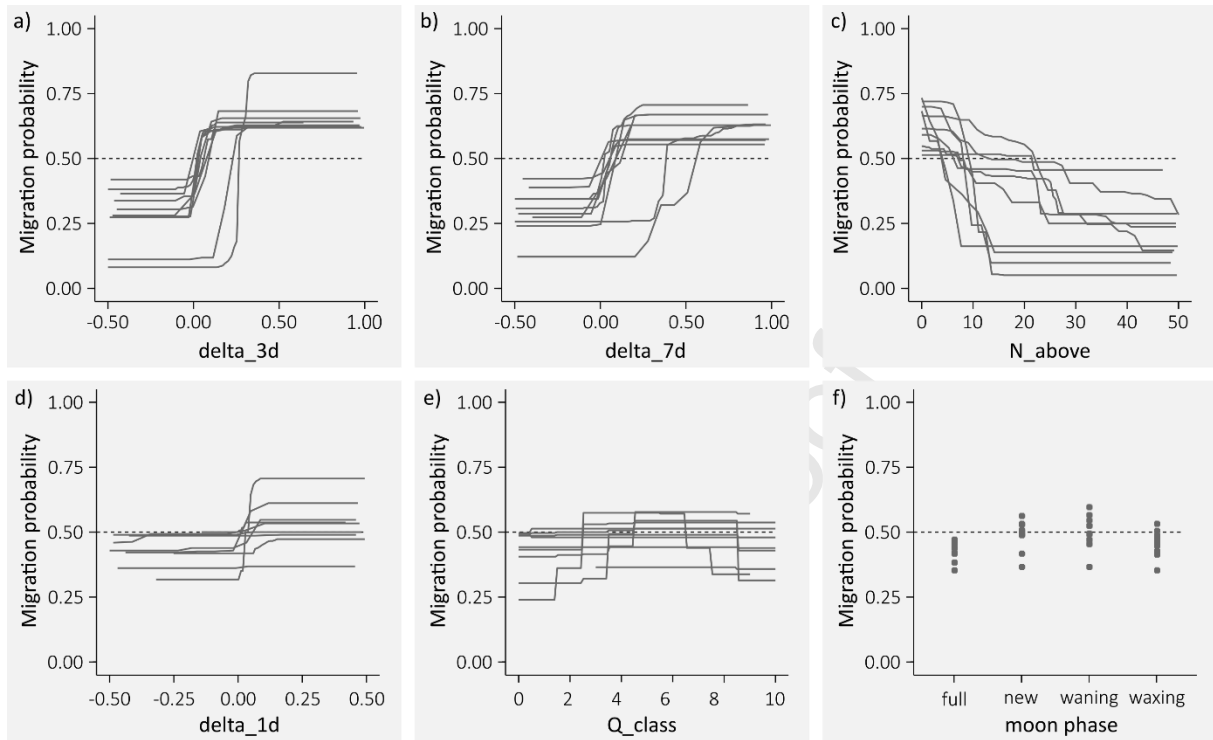 a)
1.00
0.75
0.50
0.25
0.00
Migration probability
-0.50 0.00 0.50 1.00
delta_3d
b)
1.00
0.75
0.50
0.25
0.00
Migration probability
-0.50 0.00 0.50 1.00
delta_7d
c)
1.00
0.75
0.50
0.25
0.00
Migration probability
0 10 20 30 40 50
N_above
d)
1.00
0.75
0.50
0.25
0.00
Migration probability
-0.50 -0.25 0.00 0.25 0.50
delta_1d
e)
1.00
0.75
0.50
0.25
0.00
Migration probability
0 2 4 6 8 10
Q_class
f)
1.00
0.75
0.50
0.25
0.00
Migration probability
full new waning waxing
moon phase